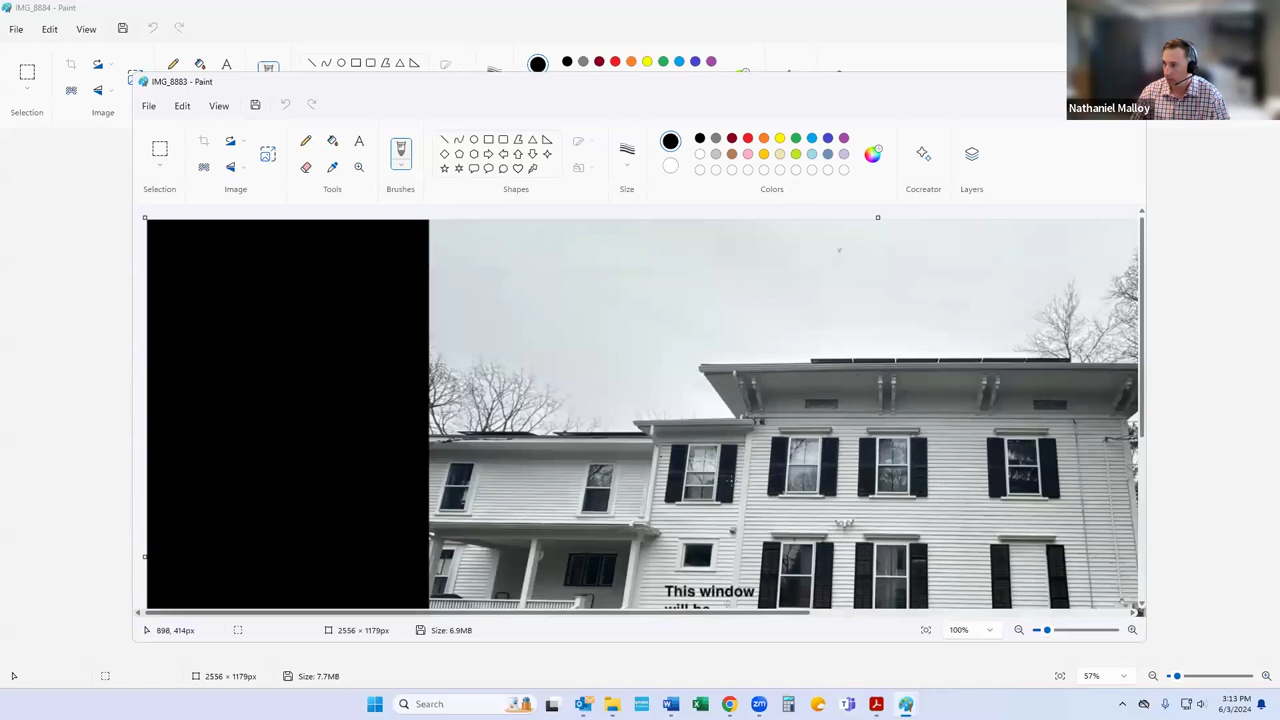 IMG_8884 - Paint
File Edit View
Selection
Image
IMG_8883 - Paint
File Edit View
Selection Image Tools Brushes Shapes Size Colors Cocreator Layers
Nathaniel Malloy
This window
will be
898, 414px 2556 × 1179px Size: 6.9MB 100%
2556 × 1179px Size: 7.7MB 57%
Search
3:13 PM
6/3/2024